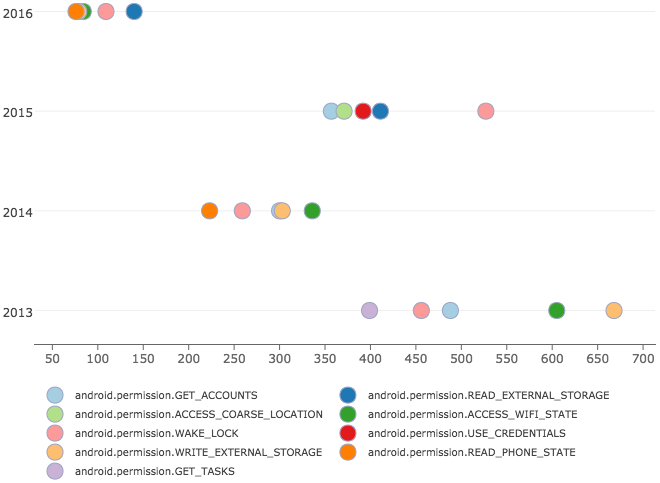 2016
2015
2014
2013
50 100 150 200 250 300 350 400 450 500 550 600 650 700
android.permission.GET_ACCOUNTS android.permission.READ_EXTERNAL_STORAGE
android.permission.ACCESS_COARSE_LOCATION android.permission.ACCESS_WIFI_STATE
android.permission.WAKE_LOCK android.permission.USE_CREDENTIALS
android.permission.WRITE_EXTERNAL_STORAGE android.permission.READ_PHONE_STATE
android.permission.GET_TASKS